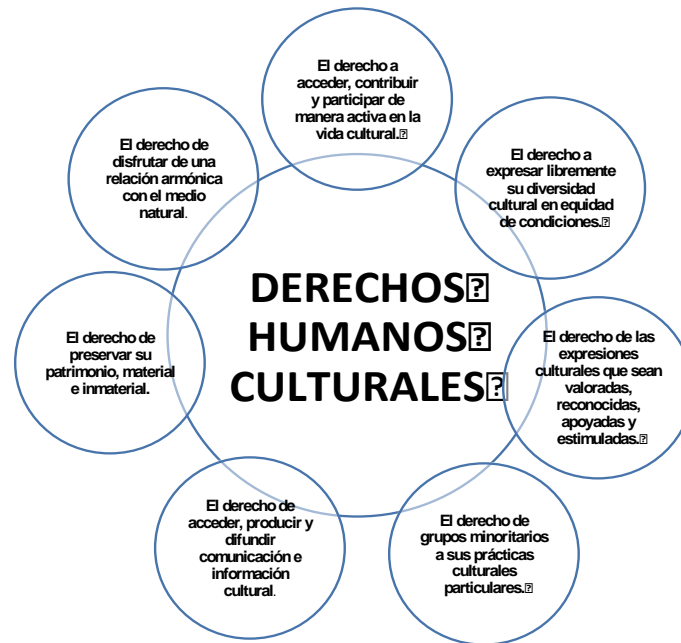 El derecho a
acceder, contribuir
y participar de
manera activa en la
vida cultural.
El derecho a
expresar libremente
su diversidad
cultural en equidad
de condiciones.
El derecho de las
expresiones
culturales que sean
valoradas,
reconocidas,
apoyadas y
estimuladas.
El derecho de
grupos minoritarios
a sus prácticas
culturales
particulares.
El derecho de
acceder, producir y
difundir
comunicación e
información
cultural.
El derecho de
preservar su
patrimonio, material
e inmaterial.
El derecho de
disfrutar de una
relación armónica
con el medio
natural.
DERECHOS
HUMANOS
CULTURALES